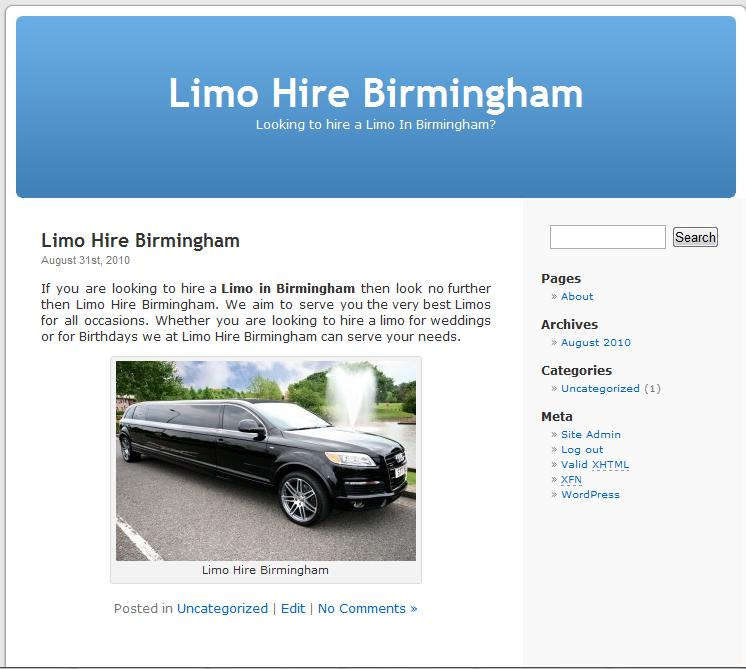 Limo Hire Birmingham
Looking to hire a Limo In Birmingham?
Limo Hire Birmingham
August 31st, 2010
If you are looking to hire a Limo in Birmingham then look no further
then Limo Hire Birmingham. We aim to serve you the very best Limos
for all occasions. Whether you are looking to hire a limo for weddings
or for Birthdays we at Limo Hire Birmingham can serve your needs.
Limo Hire Birmingham
Posted in Uncategorized | Edit | No Comments »
Search
Pages
» About
Archives
» August 2010
Categories
» Uncategorized (1)
Meta
» Site Admin
» Log out
» Valid XHTML
» XFN
» WordPress